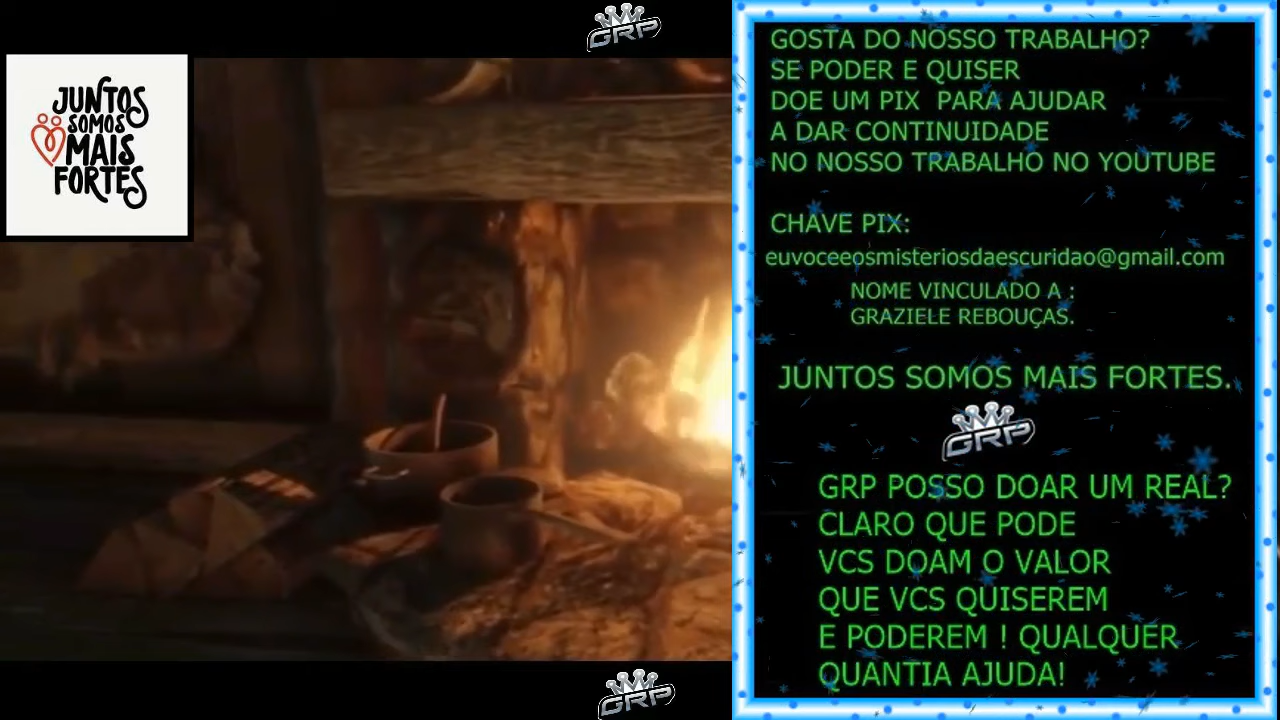 GRP
JUNTOS
SOMOS
MAIS
FORTES
GOSTA DO NOSSO TRABALHO?
SE PODER E QUISER
DOE UM PIX PARA AJUDAR
A DAR CONTINUIDADE
NO NOSSO TRABALHO NO YOUTUBE
CHAVE PIX:
euvoceeosmisteriosdaescuridao@gmail.com
NOME VINCULADO A :
GRAZIELE REBOUÇAS.
JUNTOS SOMOS MAIS FORTES.
GRP
GRP POSSO DOAR UM REAL?
CLARO QUE PODE
VCS DOAM O VALOR
QUE VCS QUISEREM
E PODEREM ! QUALQUER
QUANTIA AJUDA!
GRP